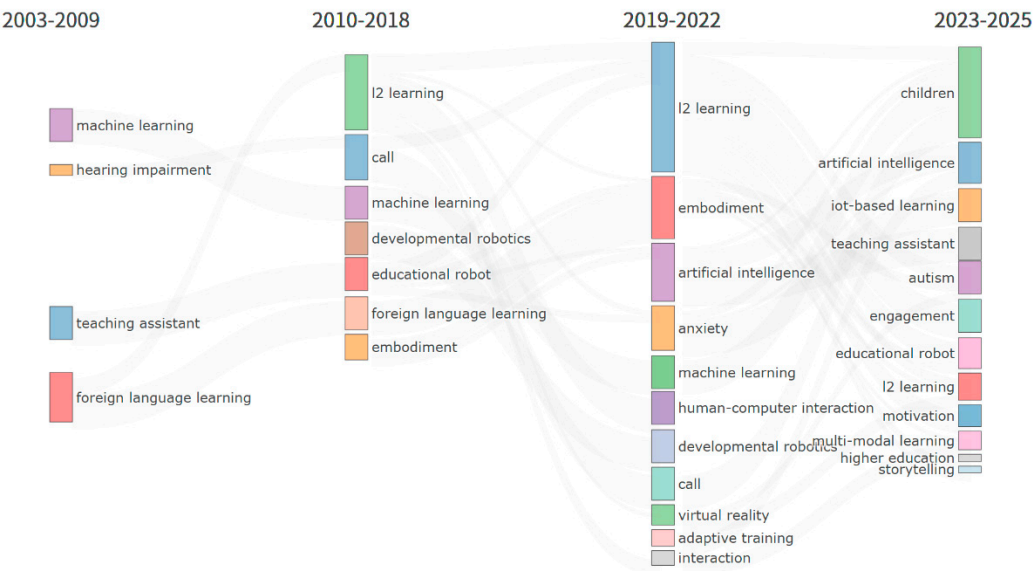 2003-2009
2010-2018
2019-2022
2023-2025
machine learning
hearing impairment
teaching assistant
foreign language learning
l2 learning
call
machine learning
developmental robotics
educational robot
foreign language learning
embodiment
l2 learning
embodiment
artificial intelligence
anxiety
machine learning
human-computer interaction
developmental robotics
call
virtual reality
adaptive training
interaction
children
artificial intelligence
iot-based learning
teaching assistant
autism
engagement
educational robot
l2 learning
motivation
multi-modal learning
higher education
storytelling